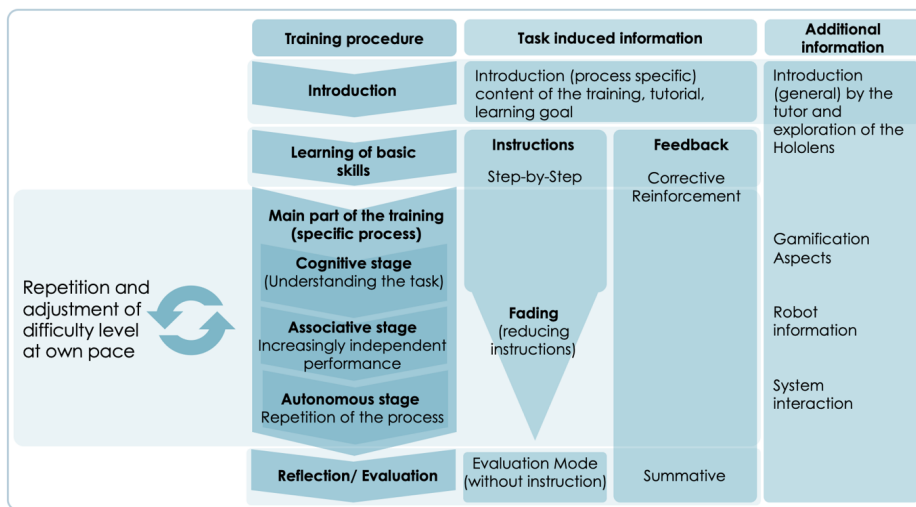 Training procedure
Task induced information
Additional
information
Introduction
Introduction (process specific)
content of the training, tutorial,
learning goal
Introduction
(general) by the
tutor and
exploration of the
Hololens
Learning of basic
skills
Instructions
Step-by-Step
Feedback
Corrective
Reinforcement
Main part of the training
(specific process)
Cognitive stage
(Understanding the task)
Gamification
Aspects
Repetition and
adjustment of
difficulty level
at own pace
Associative stage
Increasingly independent
performance
Fading
(reducing
instructions)
Robot
information
Autonomous stage
Repetition of the process
System
interaction
Reflection/ Evaluation
Evaluation Mode
(without instruction)
Summative